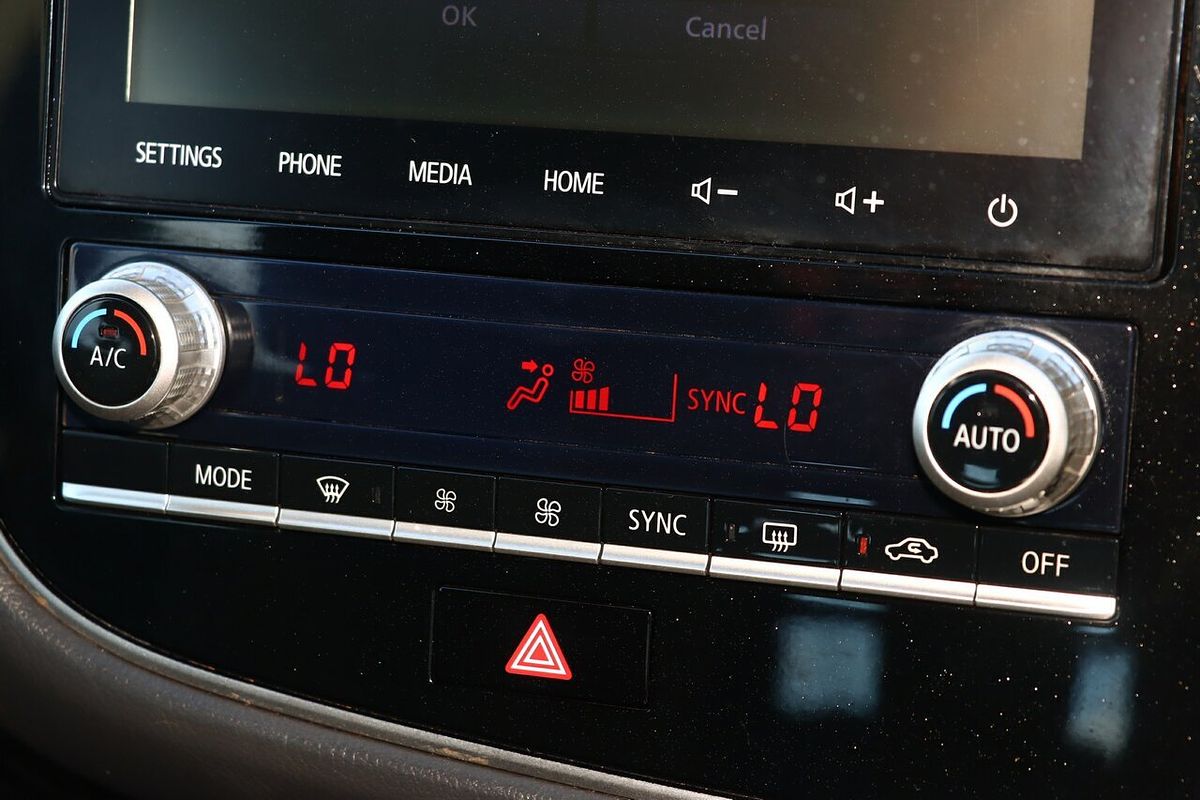 OK Cancel
SETTINGS PHONE MEDIA HOME
A/C LO SYNC LO AUTO
MODE SYNC OFF